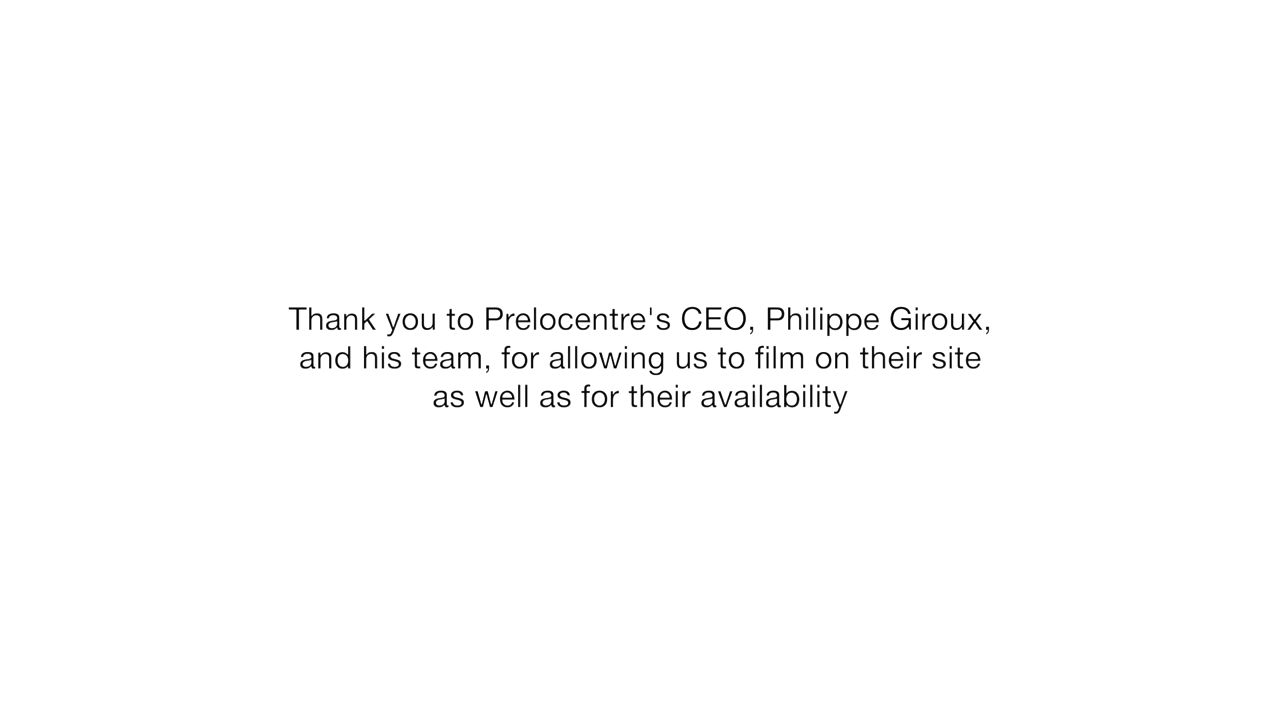 Thank you to Prelocentre's CEO, Philippe Giroux,
and his team, for allowing us to film on their site
as well as for their availability